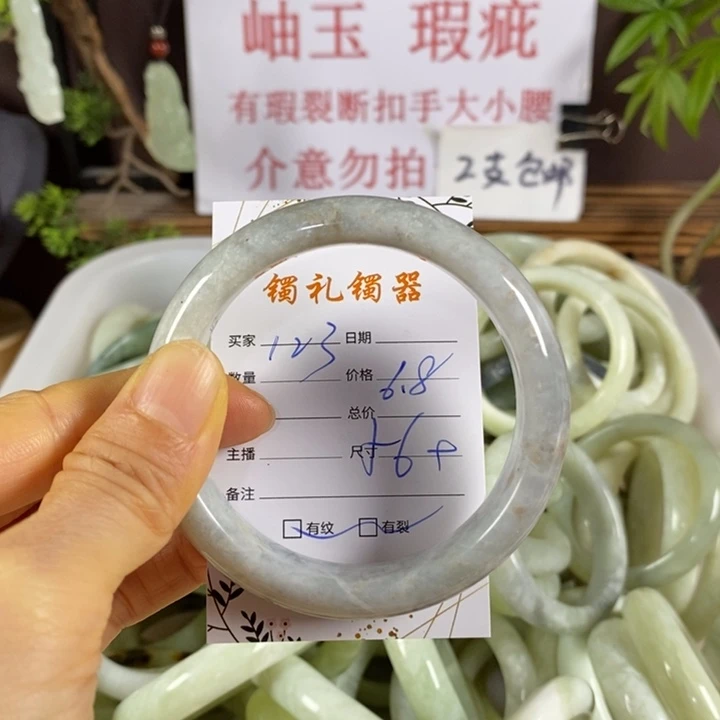 岫玉 瑕疵
有瑕裂断扣手大小腰
介意勿拍
2支包邮
镯礼镯器
买家 123 日期
数量 价格 6.8
总价
主播 尺寸 56+
备注
有纹 有裂